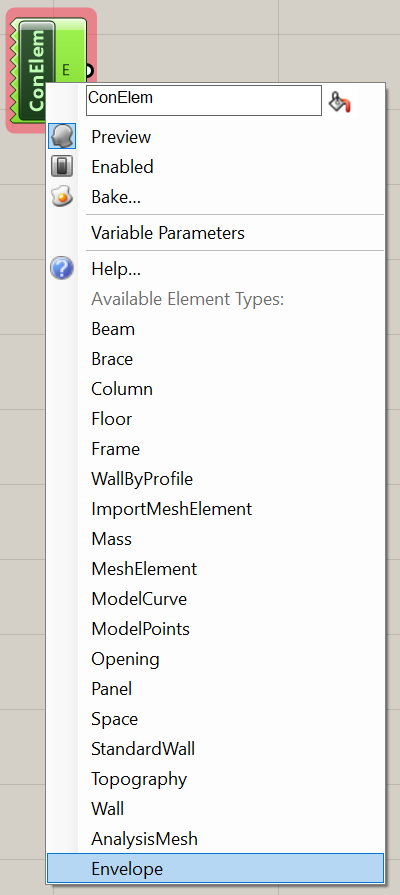 ConElem
E
ConElem
Preview
Enabled
Bake...
Variable Parameters
Help...
Available Element Types:
Beam
Brace
Column
Floor
Frame
WallByProfile
ImportMeshElement
Mass
MeshElement
ModelCurve
ModelPoints
Opening
Panel
Space
StandardWall
Topography
Wall
AnalysisMesh
Envelope